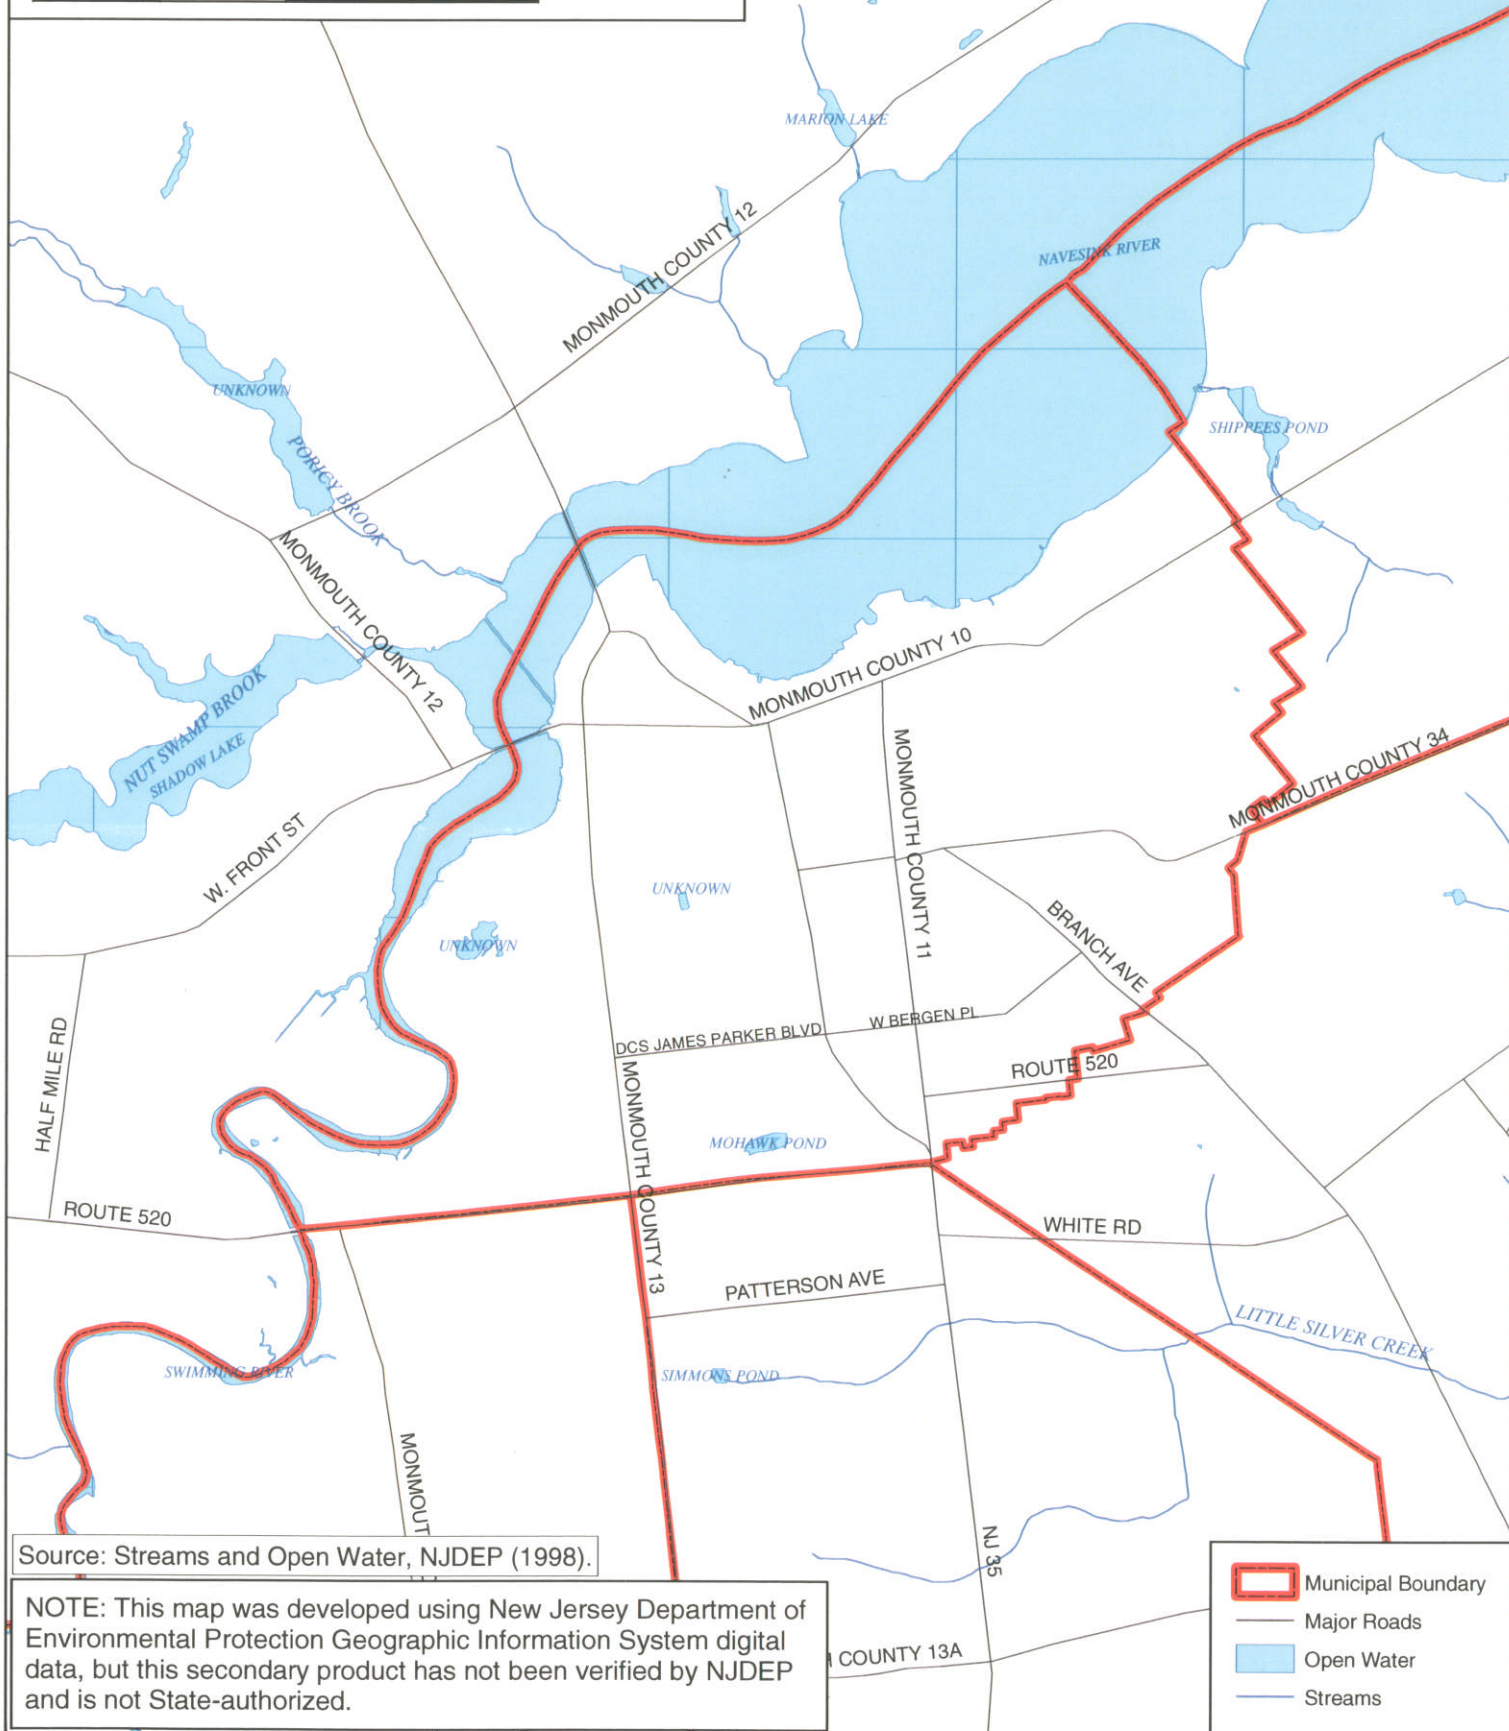 MARION LAKE
MONMOUTH COUNTY 12
NAVESINK RIVER
UNKNOWN
SHIPPEES POND
PORICY BROOK
MONMOUTH COUNTY 12
MONMOUTH COUNTY 10
NUT SWAMP BROOK
SHADOW LAKE
MONMOUTH COUNTY 11
MONMOUTH COUNTY 34
W. FRONT ST
UNKNOWN
UNKNOWN
BRANCH AVE
HALF MILE RD
DCS JAMES PARKER BLVD
W BERGEN PL
ROUTE 520
MONMOUTH COUNTY 13
MOHAWK POND
ROUTE 520
WHITE RD
PATTERSON AVE
LITTLE SILVER CREEK
SWIMMING RIVER
SIMMONS POND
MONMOUT
NJ 35
Source: Streams and Open Water, NJDEP (1998).
NOTE: This map was developed using New Jersey Department of
Environmental Protection Geographic Information System digital
data, but this secondary product has not been verified by NJDEP
and is not State-authorized.
COUNTY 13A
Municipal Boundary
Major Roads
Open Water
Streams